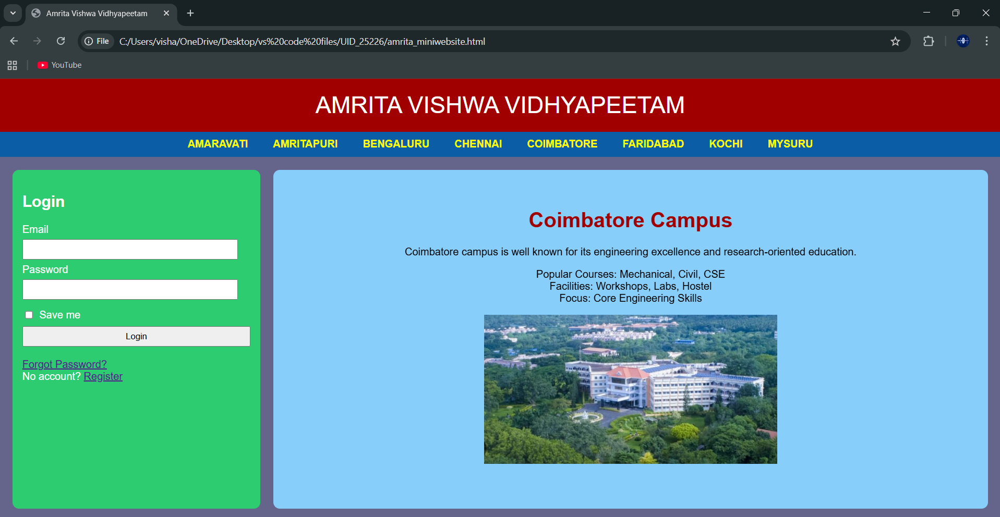 Amrita Vishwa Vidhyapeetam
File
C:/Users/visha/OneDrive/Desktop/vs%20code%20files/UID_25226/amrita_miniwebsite.html
YouTube
AMRITA VISHWA VIDHYAPEETAM
AMARAVATI AMRITAPURI BENGALURU CHENNAI COIMBATORE FARIDABAD KOCHI MYSURU
Login
Email
Password
Save me
Login
Forgot Password?
No account? Register
Coimbatore Campus
Coimbatore campus is well known for its engineering excellence and research-oriented education.
Popular Courses: Mechanical, Civil, CSE
Facilities: Workshops, Labs, Hostel
Focus: Core Engineering Skills